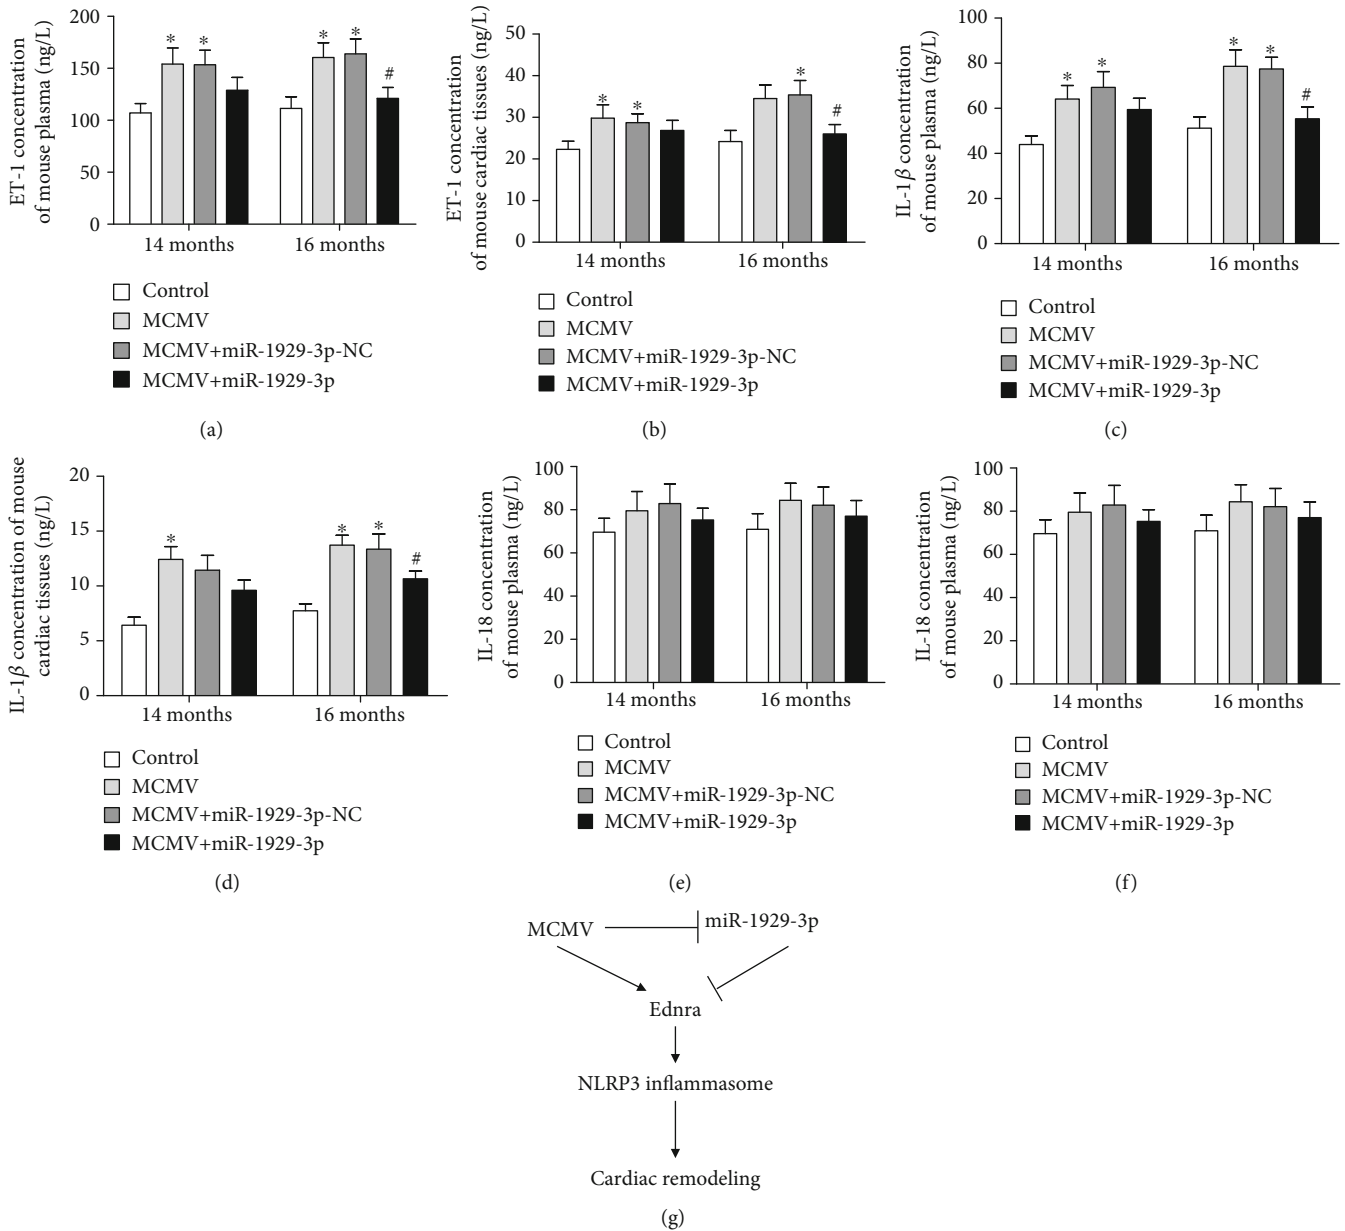 ET-1 concentration
of mouse plasma (ng/L)
200
150
100
50
0
* * * * #
14 months 16 months
Control
MCMV
MCMV+miR-1929-3p-NC
MCMV+miR-1929-3p
(a)
ET-1 concentration
of mouse cardiac tissues (ng/L)
50
40
30
20
10
0
* * * #
14 months 16 months
Control
MCMV
MCMV+miR-1929-3p-NC
MCMV+miR-1929-3p
(b)
IL-1β concentration
of mouse plasma (ng/L)
100
80
60
40
20
0
* * * * #
14 months 16 months
Control
MCMV
MCMV+miR-1929-3p-NC
MCMV+miR-1929-3p
(c)
IL-1β concentration of mouse
cardiac tissues (ng/L)
20
15
10
5
0
* * * #
14 months 16 months
Control
MCMV
MCMV+miR-1929-3p-NC
MCMV+miR-1929-3p
(d)
IL-18 concentration
of mouse plasma (ng/L)
100
80
60
40
20
0
14 months 16 months
Control
MCMV
MCMV+miR-1929-3p-NC
MCMV+miR-1929-3p
(e)
IL-18 concentration
of mouse plasma (ng/L)
100
80
60
40
20
0
14 months 16 months
Control
MCMV
MCMV+miR-1929-3p-NC
MCMV+miR-1929-3p
(f)
MCMV miR-1929-3p
Ednra
NLRP3 inflammasome
Cardiac remodeling
(g)